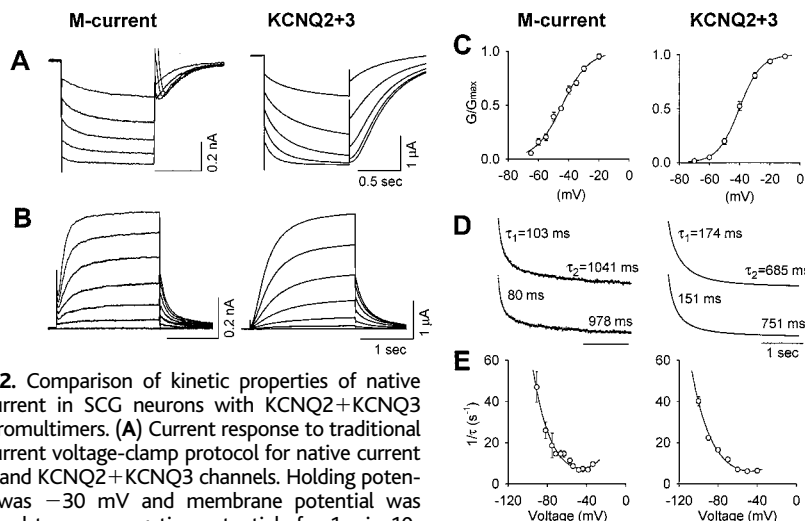 M-current
KCNQ2+3
A
0.2 nA
0.5 sec
1 μA
B
0.2 nA
1 sec
1 μA
C
G/Gmax
1.0
0.5
0.0
-80 -60 -40 -20 0
(mV)
1.0
0.5
0.0
-80 -60 -40 -20 0
(mV)
M-current
KCNQ2+3
D
τ1=103 ms
τ2=1041 ms
80 ms
978 ms
τ1=174 ms
τ2=685 ms
151 ms
751 ms
1 sec
E
1/τ (s-1)
60
40
20
0
-120 -80 -40 0
Voltage (mV)
60
40
20
0
-120 -80 -40 0
Voltage (mV)
2. Comparison of kinetic properties of native
urrent in SCG neurons with KCNQ2+KCNQ3
romultimers. (A) Current response to traditional
urrent voltage-clamp protocol for native current
and KCNQ2+KCNQ3 channels. Holding poten-
was −30 mV and membrane potential was